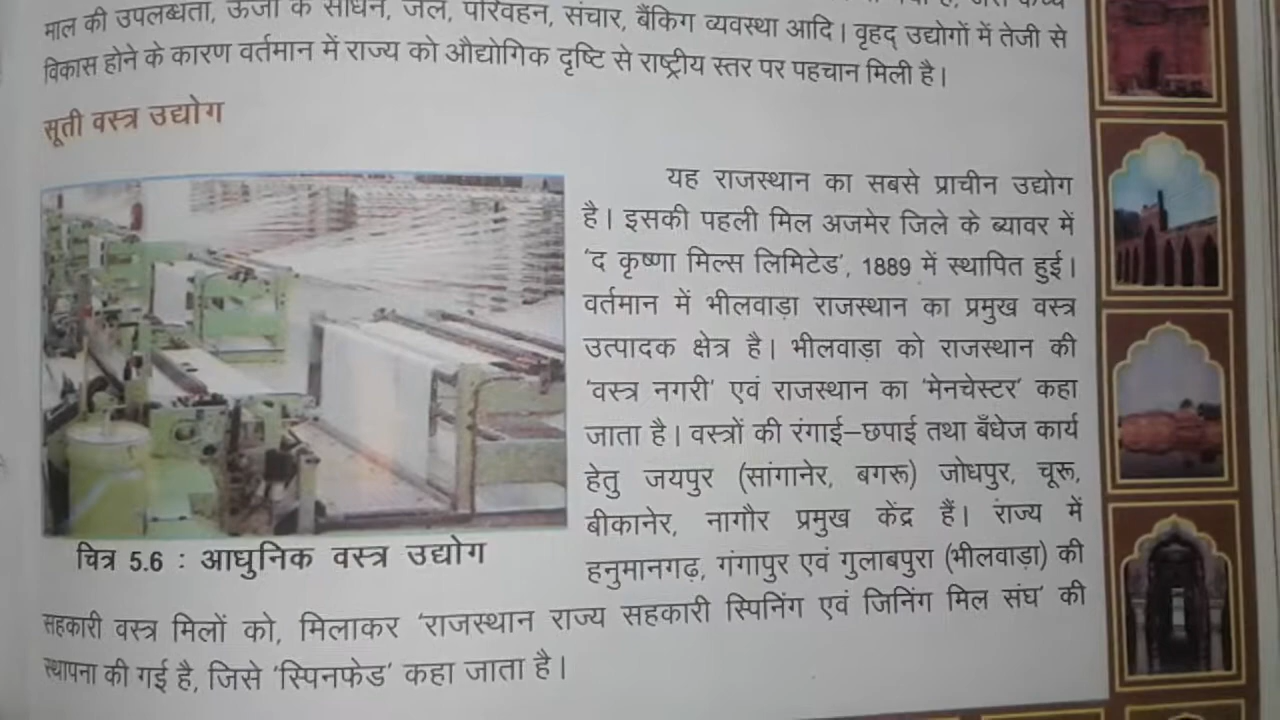 माल की उपलब्धता, ऊर्जा के साधन, जल, परिवहन, संचार, बैंकिग व्यवस्था आदि। वृहद् उद्योगों में तेजी से
विकास होने के कारण वर्तमान में राज्य को औद्योगिक दृष्टि से राष्ट्रीय स्तर पर पहचान मिली है।
सूती वस्त्र उद्योग
यह राजस्थान का सबसे प्राचीन उद्योग
है। इसकी पहली मिल अजमेर जिले के ब्यावर में
'द कृष्णा मिल्स लिमिटेड', 1889 में स्थापित हुई।
वर्तमान में भीलवाड़ा राजस्थान का प्रमुख वस्त्र
उत्पादक क्षेत्र है। भीलवाड़ा को राजस्थान की
'वस्त्र नगरी' एवं राजस्थान का 'मेनचेस्टर' कहा
जाता है। वस्त्रों की रंगाई–छपाई तथा बँधेज कार्य
हेतु जयपुर (सांगानेर, बगरू) जोधपुर, चूरू,
बीकानेर, नागौर प्रमुख केंद्र हैं। राज्य में
हनुमानगढ़, गंगापुर एवं गुलाबपुरा (भीलवाड़ा) की
चित्र 5.6 : आधुनिक वस्त्र उद्योग
सहकारी वस्त्र मिलों को, मिलाकर 'राजस्थान राज्य सहकारी स्पिनिंग एवं जिनिंग मिल संघ' की
स्थापना की गई है, जिसे 'स्पिनफेड' कहा जाता है।